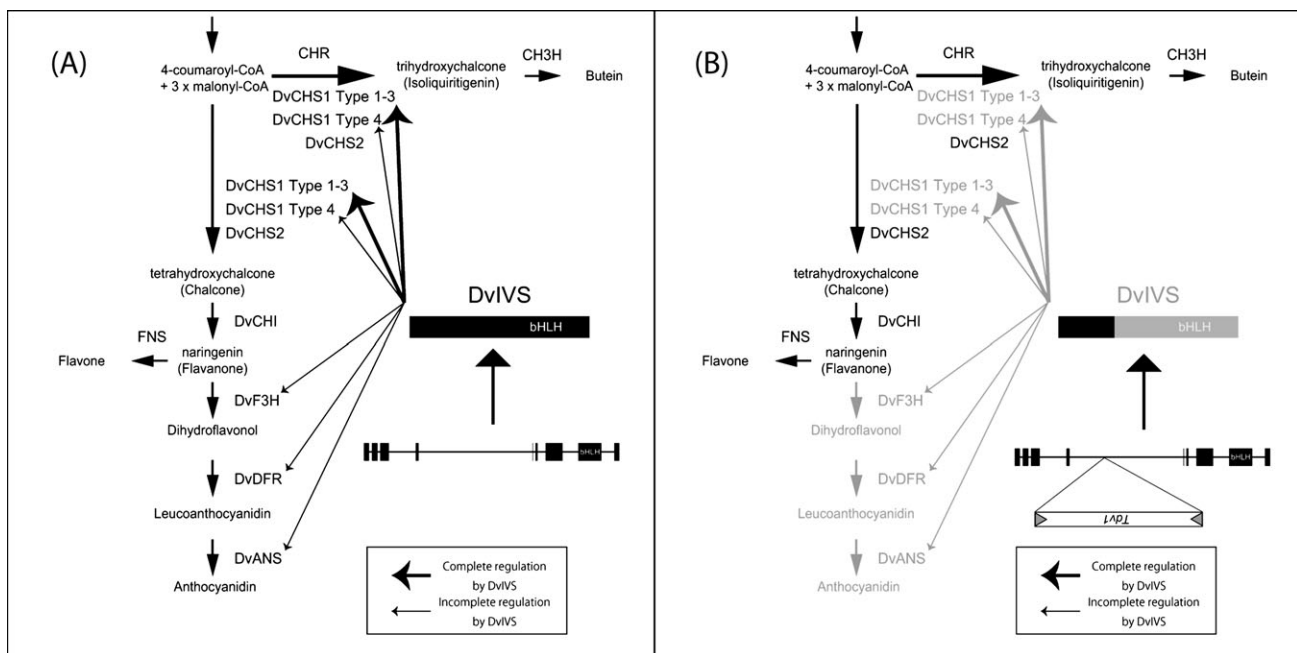 (A)
4-coumaroyl-CoA
+ 3 x malonyl-CoA
CHR
trihydroxychalcone
(Isoliquiritigenin)
CH3H
Butein
DvCHS1 Type 1-3
DvCHS1 Type 4
DvCHS2
DvCHS1 Type 1-3
DvCHS1 Type 4
DvCHS2
tetrahydroxychalcone
(Chalcone)
DvIVS
bHLH
DvCHI
FNS
Flavone
naringenin
(Flavanone)
DvF3H
Dihydroflavonol
bHLH
DvDFR
Leucoanthocyanidin
DvANS
Anthocyanidin
Complete regulation
by DvIVS
Incomplete regulation
by DvIVS
(B)
4-coumaroyl-CoA
+ 3 x malonyl-CoA
CHR
trihydroxychalcone
(Isoliquiritigenin)
CH3H
Butein
DvCHS1 Type 1-3
DvCHS1 Type 4
DvCHS2
DvCHS1 Type 1-3
DvCHS1 Type 4
DvCHS2
tetrahydroxychalcone
(Chalcone)
DvIVS
bHLH
DvCHI
FNS
Flavone
naringenin
(Flavanone)
DvF3H
Dihydroflavonol
bHLH
DvDFR
Tdv1
Leucoanthocyanidin
DvANS
Anthocyanidin
Complete regulation
by DvIVS
Incomplete regulation
by DvIVS